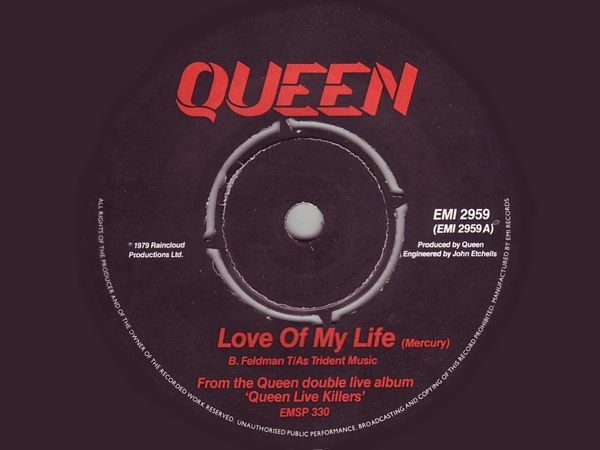 QUEEN
EMI 2959
(EMI 2959 A)
℗ 1979 Raincloud
Productions Ltd.
Produced by Queen
Engineered by John Etchells
Love Of My Life (Mercury)
B. Feldman T/As Trident Music
From the Queen double live album
'Queen Live Killers'
EMSP 330
ALL RIGHTS OF THE PRODUCER AND OF THE OWNER OF THE RECORDED WORK RESERVED. UNAUTHORISED PUBLIC PERFORMANCE, BROADCASTING AND COPYING OF THIS RECORD PROHIBITED. MANUFACTURED BY EMI RECORDS